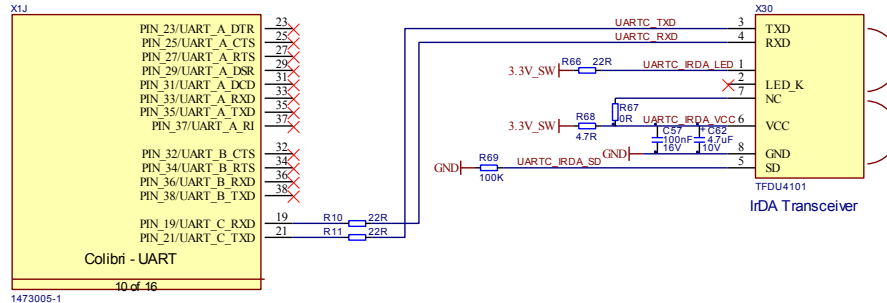 X1J
PIN_23/UART_A_DTR 23
PIN_25/UART_A_CTS 25
PIN_27/UART_A_RTS 27
PIN_29/UART_A_DSR 29
PIN_31/UART_A_DCD 31
PIN_33/UART_A_RXD 33
PIN_35/UART_A_TXD 35
PIN_37/UART_A_RI 37
PIN_32/UART_B_CTS 32
PIN_34/UART_B_RTS 34
PIN_36/UART_B_RXD 36
PIN_38/UART_B_TXD 38
PIN_19/UART_C_RXD 19
PIN_21/UART_C_TXD 21
Colibri - UART
10 of 16
1473005-1
R10 22R
R11 22R
X30
UARTC_TXD 3 TXD
UARTC_RXD 4 RXD
3.3V_SW R66 22R UARTC_IRDA_LED 1
2 LED_K
7 NC
R67
0R
3.3V_SW R68 4.7R UARTC_IRDA_VCC 6 VCC
C57
100nF
16V
C62
4.7uF
10V
+
GND 8 GND
GND R69 100K UARTC_IRDA_SD 5 SD
TFDU4101
IrDA Transceiver